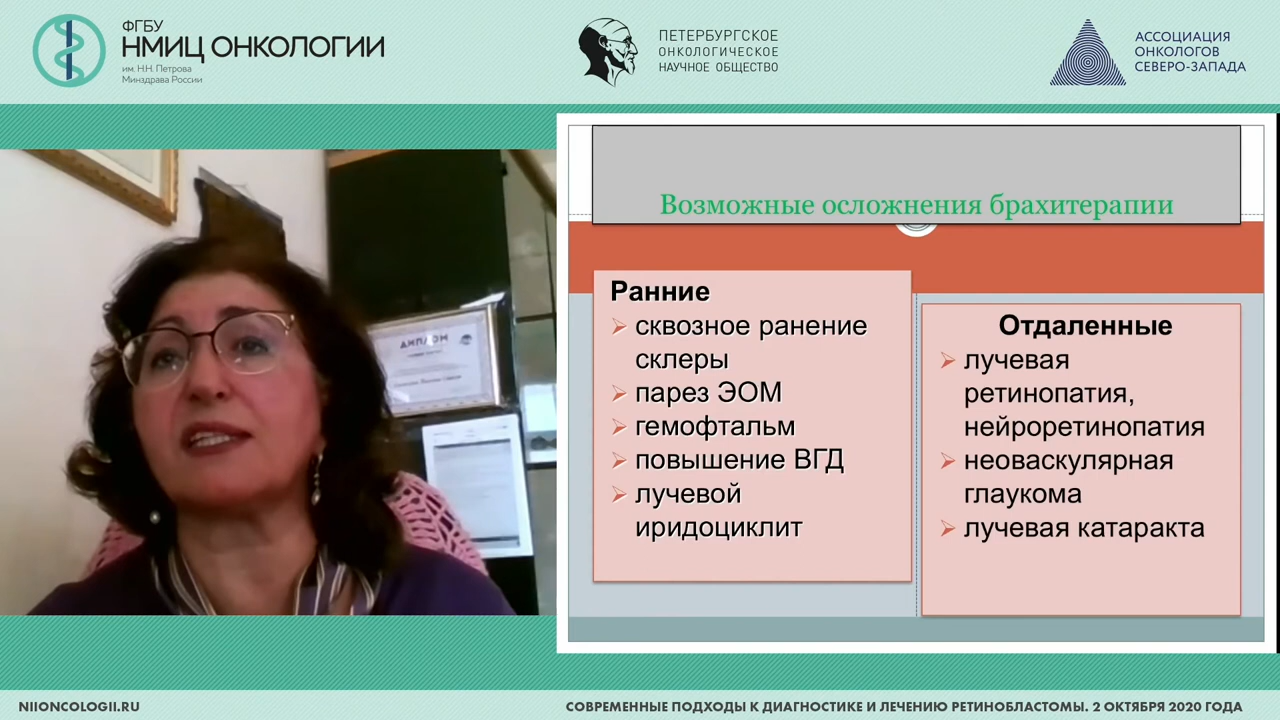 ФГБУ
НМИЦ ОНКОЛОГИИ
им. Н.Н. Петрова
Минздрава России
ПЕТЕРБУРГСКОЕ
ОНКОЛОГИЧЕСКОЕ
НАУЧНОЕ ОБЩЕСТВО
АССОЦИАЦИЯ
ОНКОЛОГОВ
СЕВЕРО-ЗАПАДА
ДИПЛОМ
Возможные осложнения брахитерапии
Ранние
сквозное ранение
склеры
парез ЭОМ
гемофтальм
повышение ВГД
лучевой
иридоциклит
Отдаленные
лучевая
ретинопатия,
нейроретинопатия
неоваскулярная
глаукома
лучевая катаракта
NIIONCOLOGII.RU
СОВРЕМЕННЫЕ ПОДХОДЫ К ДИАГНОСТИКЕ И ЛЕЧЕНИЮ РЕТИНОБЛАСТОМЫ. 2 ОКТЯБРЯ 2020 ГОДА